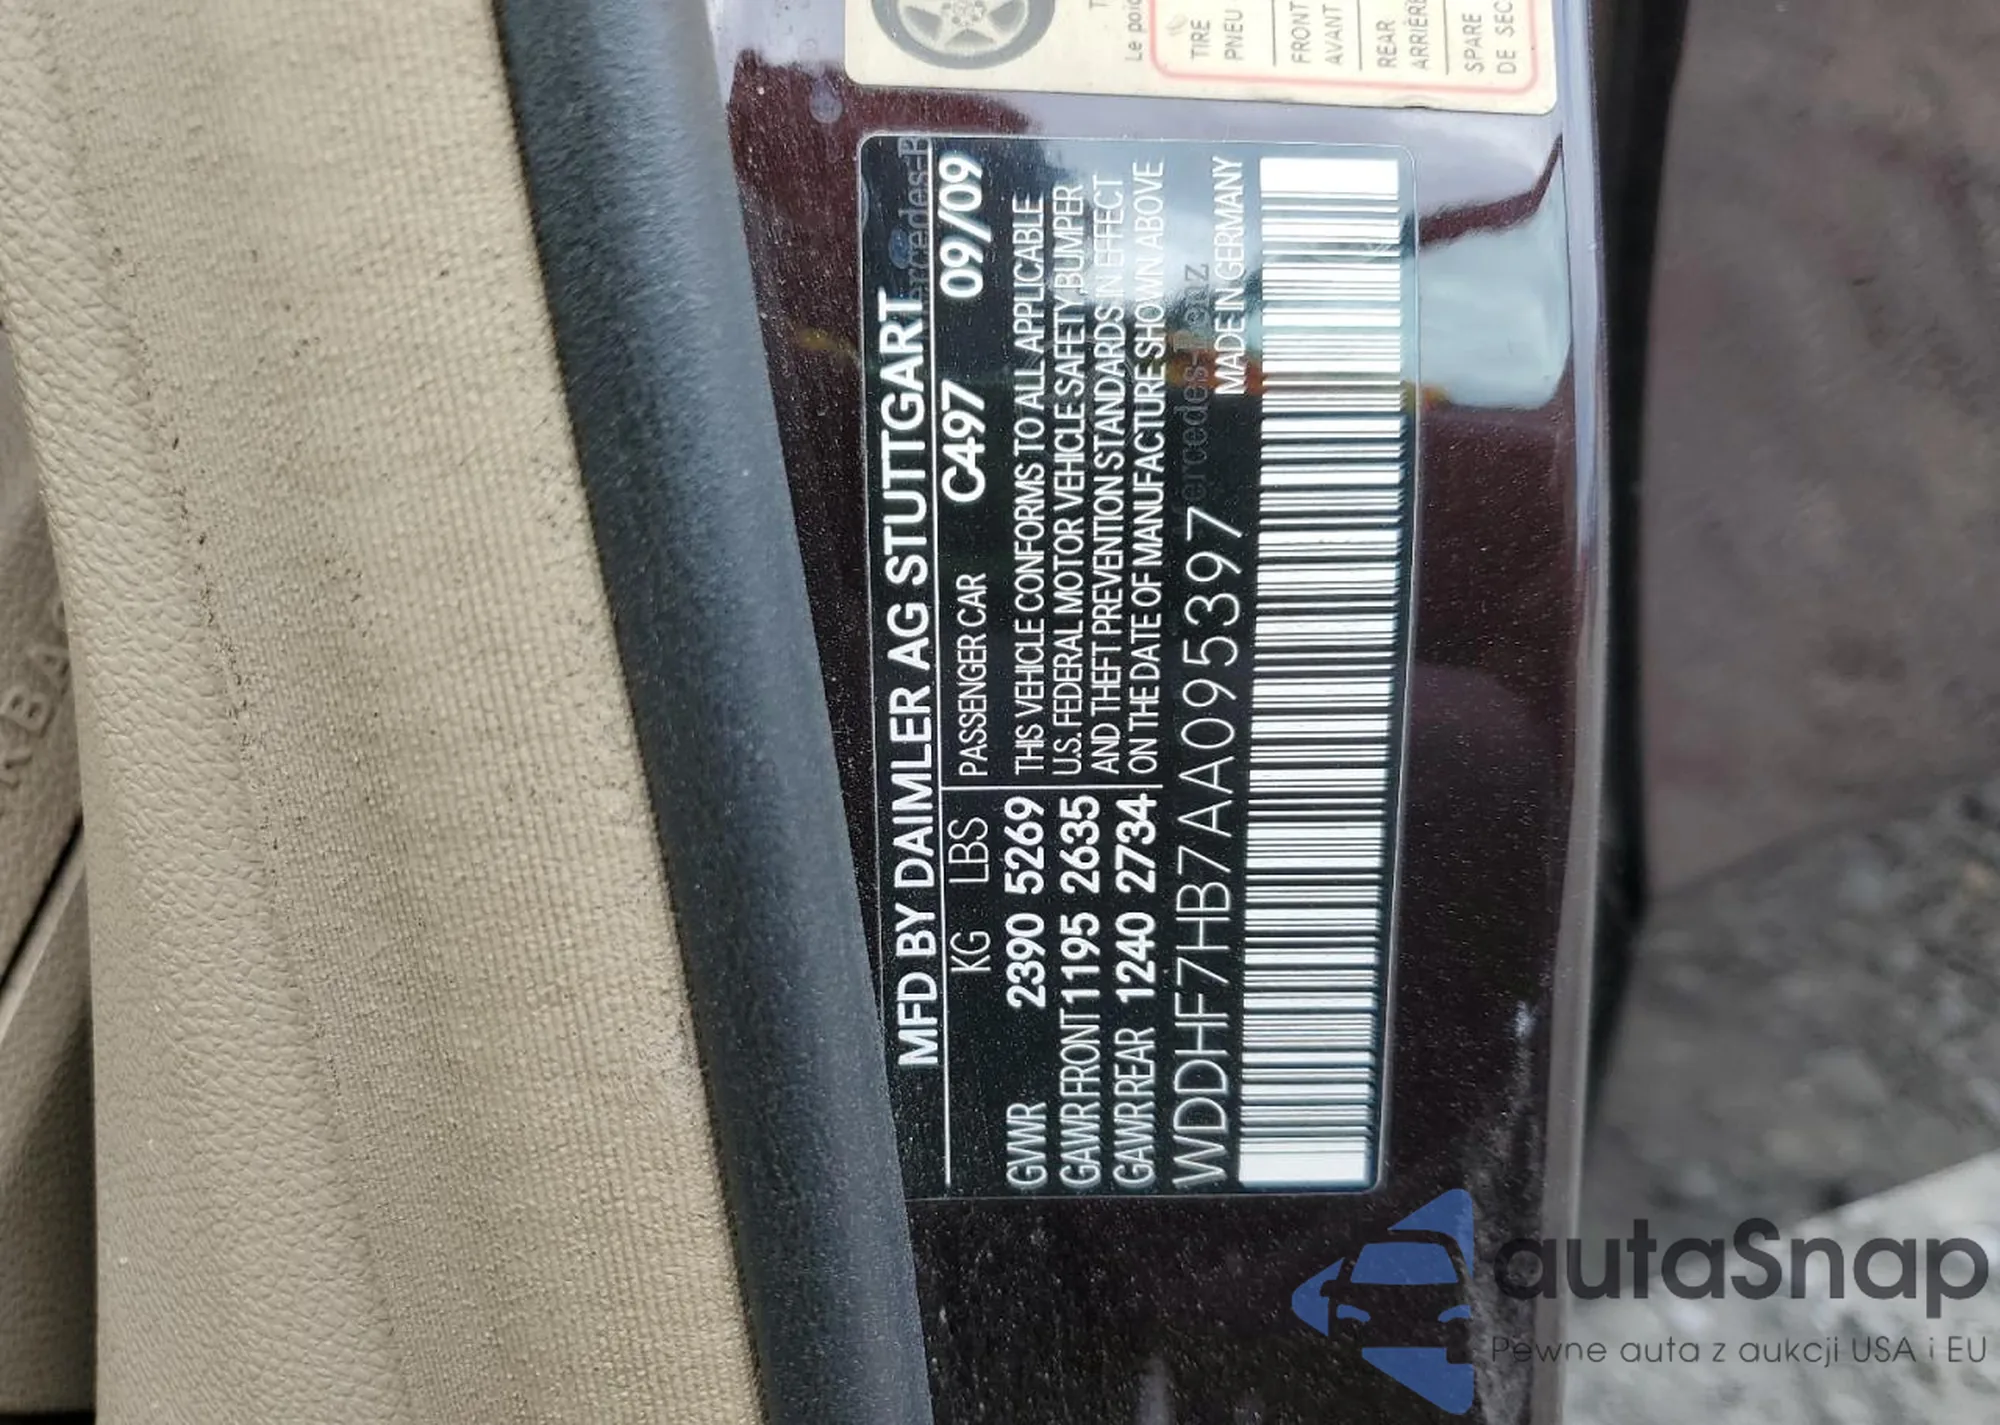 MFD BY DAIMLER AG STUTTGART
KG LBS PASSENGER CAR C497 09/09
GVWR 2390 5269
GAWR FRONT 1195 2635
GAWR REAR 1240 2734
THIS VEHICLE CONFORMS TO ALL APPLICABLE
U.S. FEDERAL MOTOR VEHICLE SAFETY, BUMPER
AND THEFT PREVENTION STANDARDS IN EFFECT
ON THE DATE OF MANUFACTURE SHOWN ABOVE
WDDHF7HB7AA095397 MADE IN GERMANY
Le
TIRE
PNEU
FRONT
AVANT
REAR
ARRIÈRE
SPARE
DE
autaSnap
Pewne auta z aukcji USA i EU